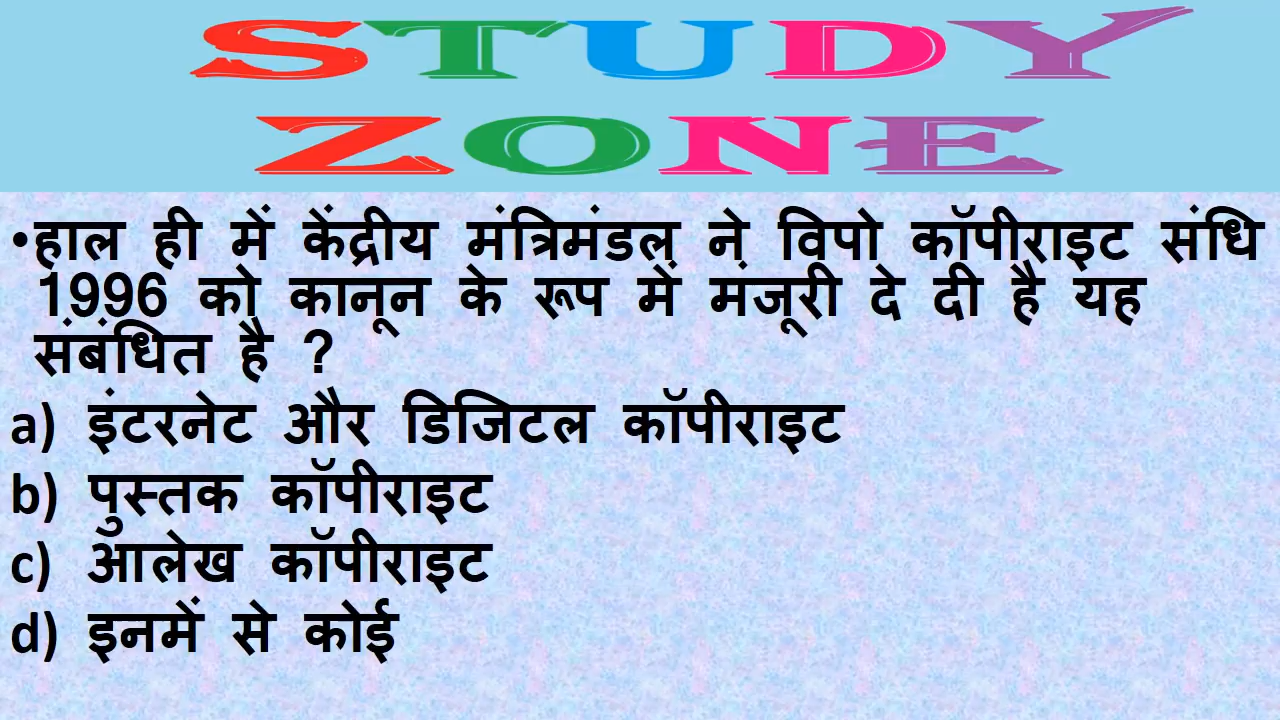 STUDY
ZONE
•हाल ही में केंद्रीय मंत्रिमंडल ने विपो कॉपीराइट संधि
1996 को कानून के रूप में मंजूरी दे दी है यह
संबंधित है ?
a) इंटरनेट और डिजिटल कॉपीराइट
b) पुस्तक कॉपीराइट
c) आलेख कॉपीराइट
d) इनमें से कोई